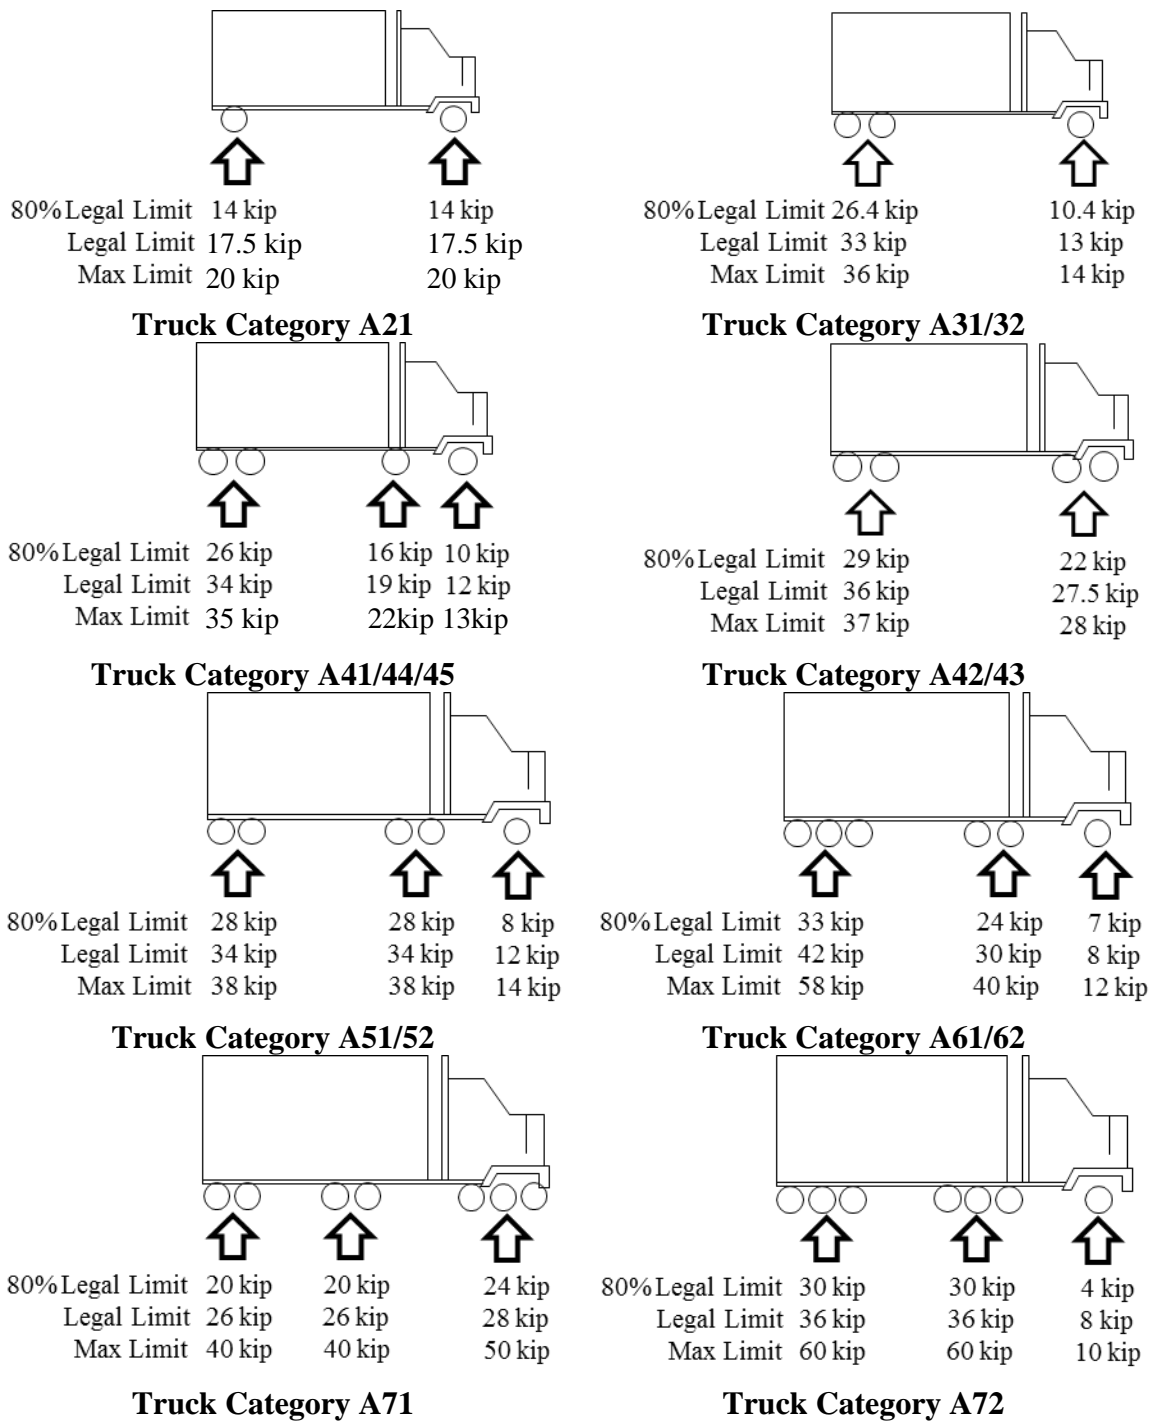 80% Legal Limit 14 kip 14 kip
Legal Limit 17.5 kip 17.5 kip
Max Limit 20 kip 20 kip
Truck Category A21
80% Legal Limit 26.4 kip 10.4 kip
Legal Limit 33 kip 13 kip
Max Limit 36 kip 14 kip
Truck Category A31/32
80% Legal Limit 26 kip 16 kip 10 kip
Legal Limit 34 kip 19 kip 12 kip
Max Limit 35 kip 22kip 13kip
Truck Category A41/44/45
80% Legal Limit 29 kip 22 kip
Legal Limit 36 kip 27.5 kip
Max Limit 37 kip 28 kip
Truck Category A42/43
80% Legal Limit 28 kip 28 kip 8 kip
Legal Limit 34 kip 34 kip 12 kip
Max Limit 38 kip 38 kip 14 kip
Truck Category A51/52
80% Legal Limit 33 kip 24 kip 7 kip
Legal Limit 42 kip 30 kip 8 kip
Max Limit 58 kip 40 kip 12 kip
Truck Category A61/62
80% Legal Limit 20 kip 20 kip 24 kip
Legal Limit 26 kip 26 kip 28 kip
Max Limit 40 kip 40 kip 50 kip
Truck Category A71
80% Legal Limit 30 kip 30 kip 4 kip
Legal Limit 36 kip 36 kip 8 kip
Max Limit 60 kip 60 kip 10 kip
Truck Category A72